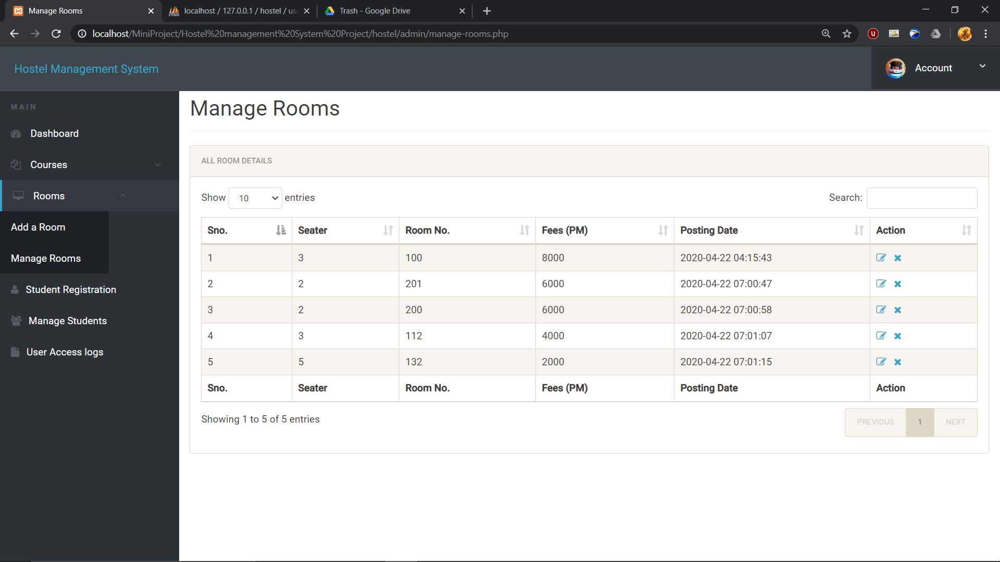 Manage Rooms
localhost / 127.0.0.1 / hostel / us
Trash - Google Drive
localhost/MiniProject/Hostel%20management%20System%20Project/hostel/admin/manage-rooms.php
Hostel Management System
Account
MAIN
Dashboard
Courses
Rooms
Add a Room
Manage Rooms
Student Registration
Manage Students
User Access logs
Manage Rooms
ALL ROOM DETAILS
Show 10 entries
Search:
Sno. Seater Room No. Fees (PM) Posting Date Action
1 3 100 8000 2020-04-22 04:15:43
2 2 201 6000 2020-04-22 07:00:47
3 2 200 6000 2020-04-22 07:00:58
4 3 112 4000 2020-04-22 07:01:07
5 5 132 2000 2020-04-22 07:01:15
Sno. Seater Room No. Fees (PM) Posting Date Action
Showing 1 to 5 of 5 entries
PREVIOUS 1 NEXT